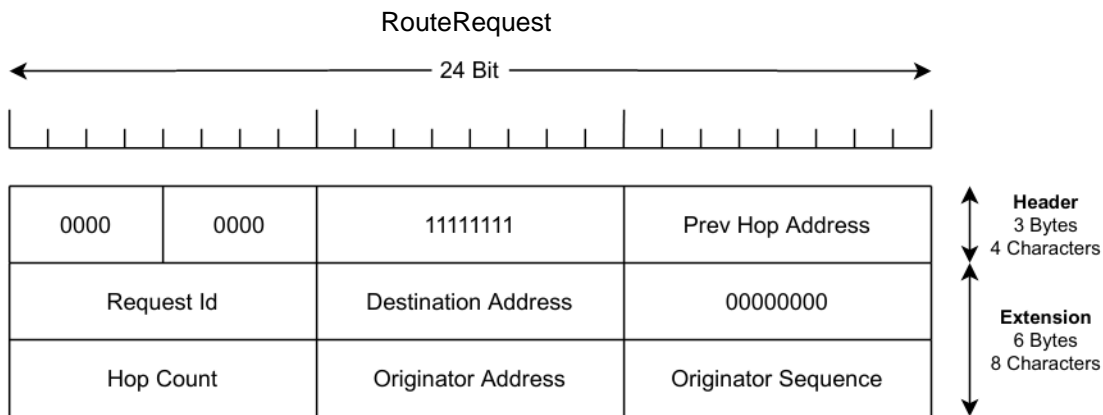 RouteRequest
24 Bit
0000 0000 11111111 Prev Hop Address
Header
3 Bytes
4 Characters
Request Id Destination Address 00000000
Hop Count Originator Address Originator Sequence
Extension
6 Bytes
8 Characters